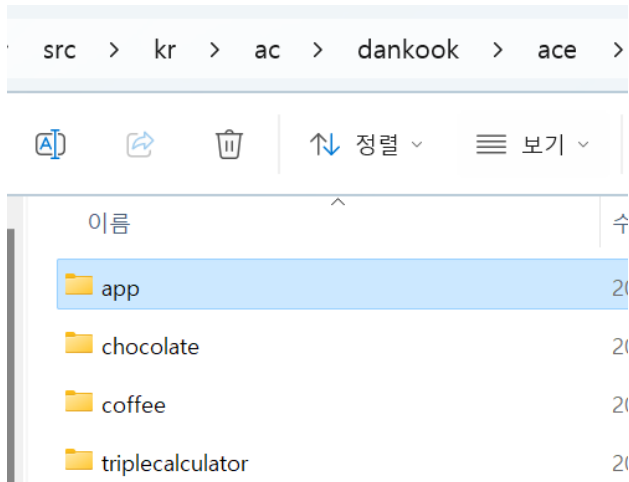 src > kr > ac > dankook > ace >
정렬 보기
이름
app
chocolate
coffee
triplecalculator